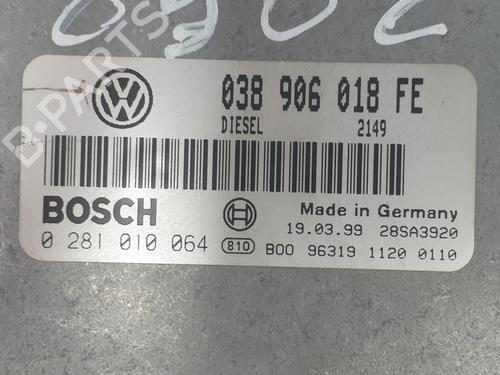 038 906 018 FE
DIESEL 2149
BOSCH
Made in Germany
19.03.99 28SA3920
0 281 010 064 810 B00 96319 1120 0110
B-PARTS